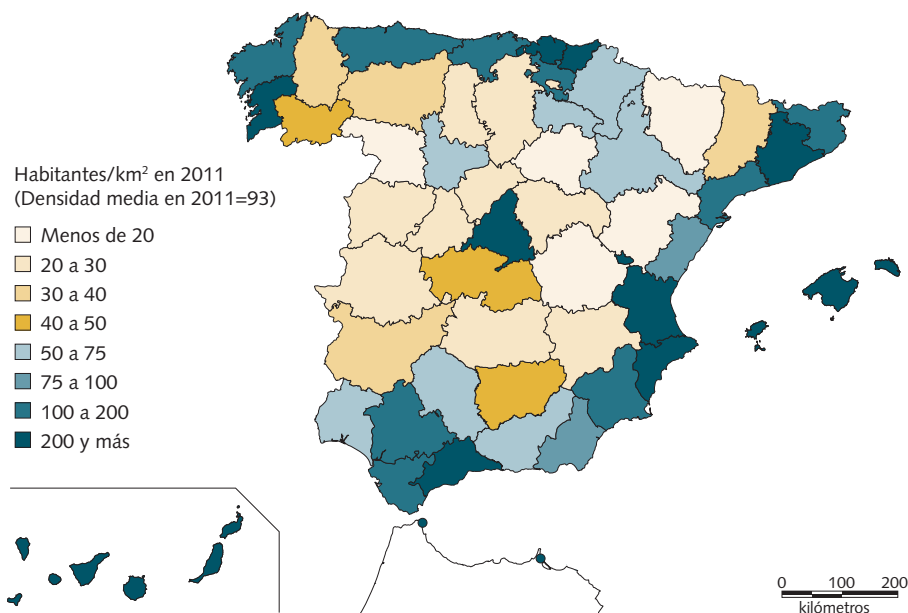 Habitantes/km² en 2011
(Densidad media en 2011=93)
Menos de 20
20 a 30
30 a 40
40 a 50
50 a 75
75 a 100
100 a 200
200 y más
0 100 200
kilómetros